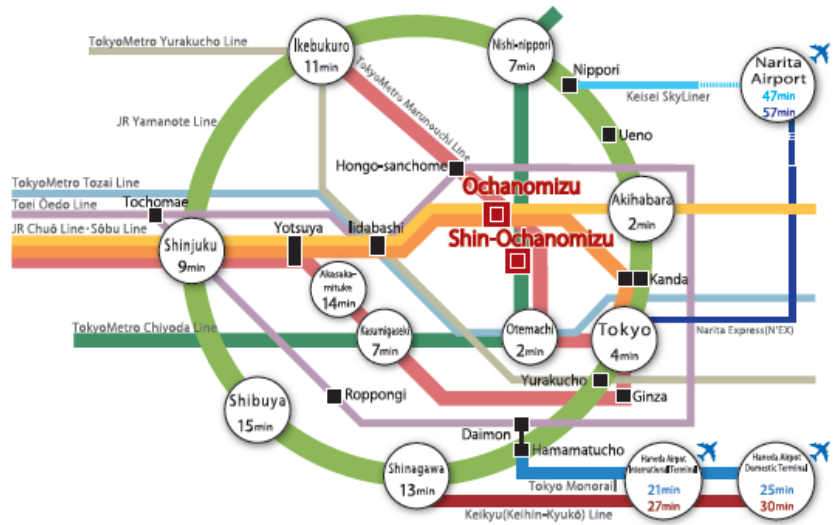 TokyoMetro Yurakucho Line
Ikebukuro
11min
Nishi-nippori
7min
Nippori
Narita
Airport
47min
57min
Keisei SkyLiner
TokyoMetro Marunouchi Line
JR Yamanote Line
Ueno
Hongo-sanchome
TokyoMetro Tozai Line
Toei Ōedo Line
Tochomae
JR Chuō Line·Sōbu Line
Shinjuku
9min
Yotsuya
Iidabashi
Ochanomizu
Shin-Ochanomizu
Akihabara
2min
Akasaka-
mituke
14min
Kanda
TokyoMetro Chiyoda Line
Kasumigaseki
7min
Otemachi
2min
Tokyo
4min
Narita Express(N'EX)
Yurakucho
Ginza
Roppongi
Shibuya
15min
Daimon
Hamamatucho
Shinagawa
13min
Tokyo Monorail
Haneda Airport
International Terminal
21min
27min
Haneda Airport
Domestic Terminal
25min
30min
Keikyu(Keihin-Kyukō) Line